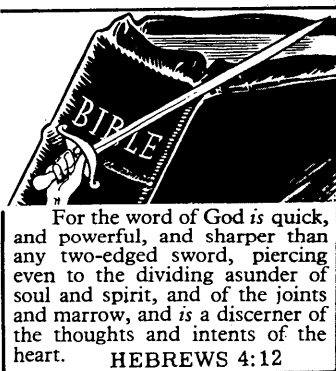 BIBLE
For the word of God is quick,
and powerful, and sharper than
any two-edged sword, piercing
even to the dividing asunder of
soul and spirit, and of the joints
and marrow, and is a discerner of
the thoughts and intents of the
heart. HEBREWS 4:12